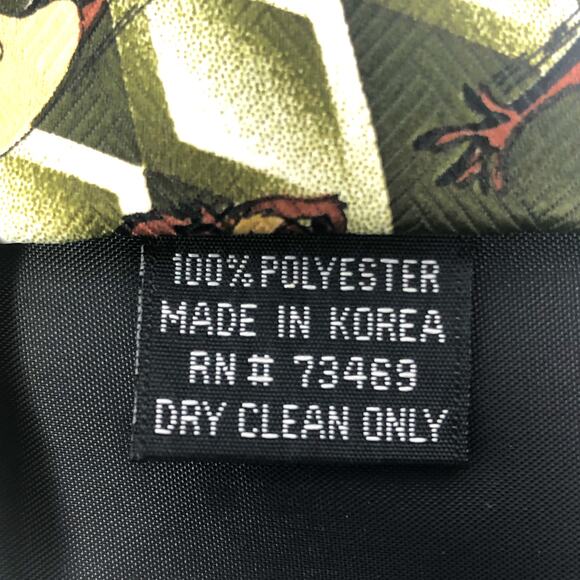 100% POLYESTER
MADE IN KOREA
RN # 73469
DRY CLEAN ONLY